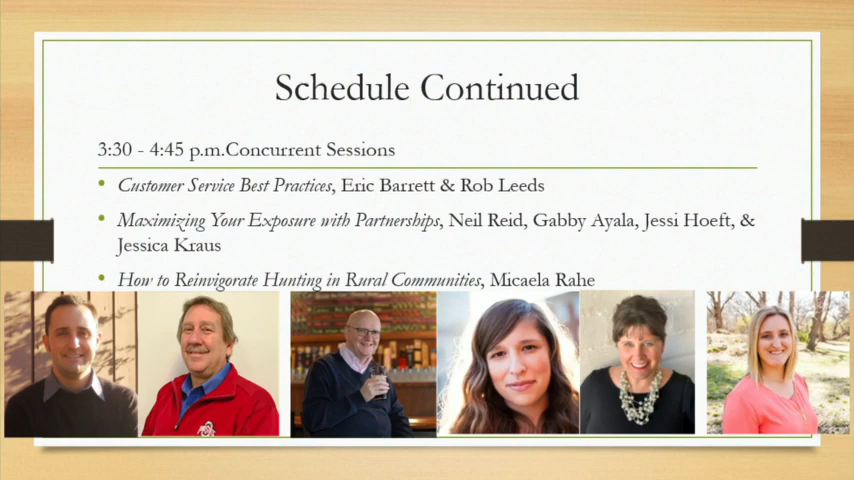 Schedule Continued
3:30 - 4:45 p.m.Concurrent Sessions
• Customer Service Best Practices, Eric Barrett & Rob Leeds
• Maximizing Your Exposure with Partnerships, Neil Reid, Gabby Ayala, Jessi Hoeft, &
Jessica Kraus
• How to Reinvigorate Hunting in Rural Communities, Micaela Rahe